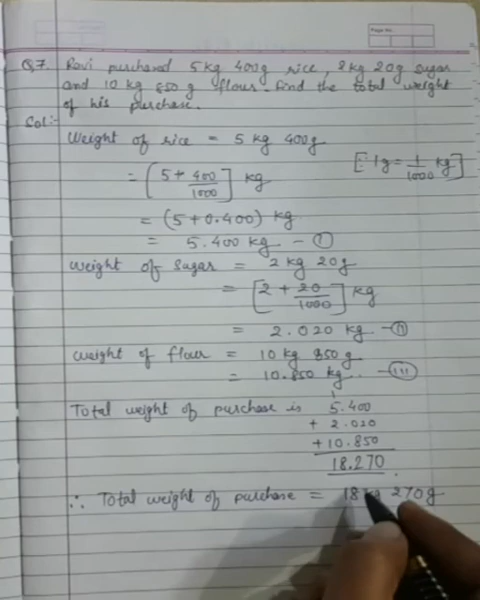 Page No.
Q7. Ravi purchased 5 kg 400g rice, 2 kg 20g sugar
and 10 kg 850 g flour. Find the total weight
of his purchase.
Sol:-
Weight of rice = 5 kg 400g
[∵ 1g = 1/1000 kg]
= [5 + 400/1000] kg
= (5 + 0.400) kg
= 5.400 kg - (I)
Weight of Sugar = 2 kg 20g
= [2 + 20/1000] kg
= 2.020 kg - (II)
Weight of flour = 10 kg 850 g
= 10.850 kg. - (III)
1
Total weight of purchase is 5.400
+ 2.020
+ 10.850
18.270.
∴ Total weight of purchase = 18 kg 270g